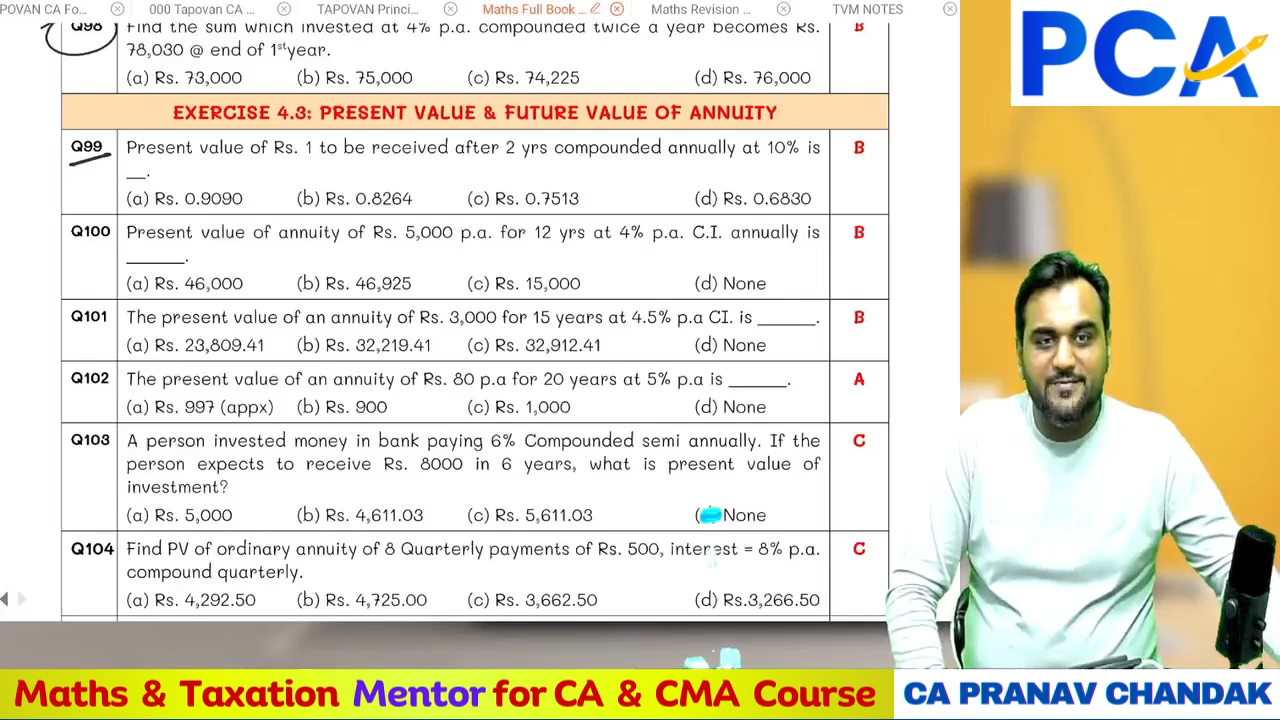 POVAN CA Fo...
000 Tapovan CA ...
TAPOVAN Princi...
Maths Full Book ...
Maths Revision ...
TVM NOTES
PCA
Q98 Find the sum which invested at 4% p.a. compounded twice a year becomes Rs. B
78,030 @ end of 1st year.
(a) Rs. 73,000 (b) Rs. 75,000 (c) Rs. 74,225 (d) Rs. 76,000
EXERCISE 4.3: PRESENT VALUE & FUTURE VALUE OF ANNUITY
Q99 Present value of Rs. 1 to be received after 2 yrs compounded annually at 10% is B
__.
(a) Rs. 0.9090 (b) Rs. 0.8264 (c) Rs. 0.7513 (d) Rs. 0.6830
Q100 Present value of annuity of Rs. 5,000 p.a. for 12 yrs at 4% p.a. C.I. annually is B
______.
(a) Rs. 46,000 (b) Rs. 46,925 (c) Rs. 15,000 (d) None
Q101 The present value of an annuity of Rs. 3,000 for 15 years at 4.5% p.a CI. is ______. B
(a) Rs. 23,809.41 (b) Rs. 32,219.41 (c) Rs. 32,912.41 (d) None
Q102 The present value of an annuity of Rs. 80 p.a for 20 years at 5% p.a is ______. A
(a) Rs. 997 (appx) (b) Rs. 900 (c) Rs. 1,000 (d) None
Q103 A person invested money in bank paying 6% Compounded semi annually. If the C
person expects to receive Rs. 8000 in 6 years, what is present value of
investment?
(a) Rs. 5,000 (b) Rs. 4,611.03 (c) Rs. 5,611.03 ( None
Q104 Find PV of ordinary annuity of 8 Quarterly payments of Rs. 500, interest = 8% p.a. C
compound quarterly.
(a) Rs. 4,292.50 (b) Rs. 4,725.00 (c) Rs. 3,662.50 (d) Rs.3,266.50
Maths & Taxation Mentor for CA & CMA Course
CA PRANAV CHANDAK